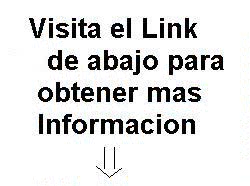 Visita el Link
de abajo para
obtener mas
Informacion